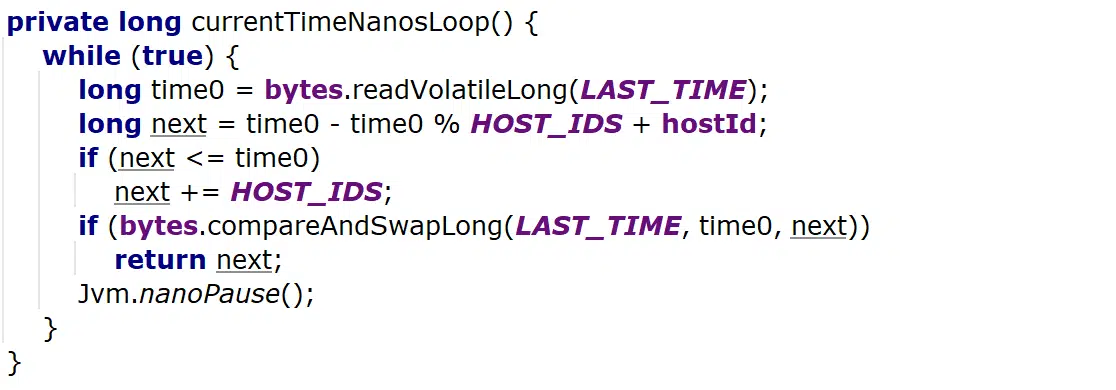 private long currentTimeNanosLoop() {
    while (true) {
        long time0 = bytes.readVolatileLong(LAST_TIME);
        long next = time0 - time0 % HOST_IDS + hostId;
        if (next <= time0)
            next += HOST_IDS;
        if (bytes.compareAndSwapLong(LAST_TIME, time0, next))
            return next;
        Jvm.nanoPause();
    }
}